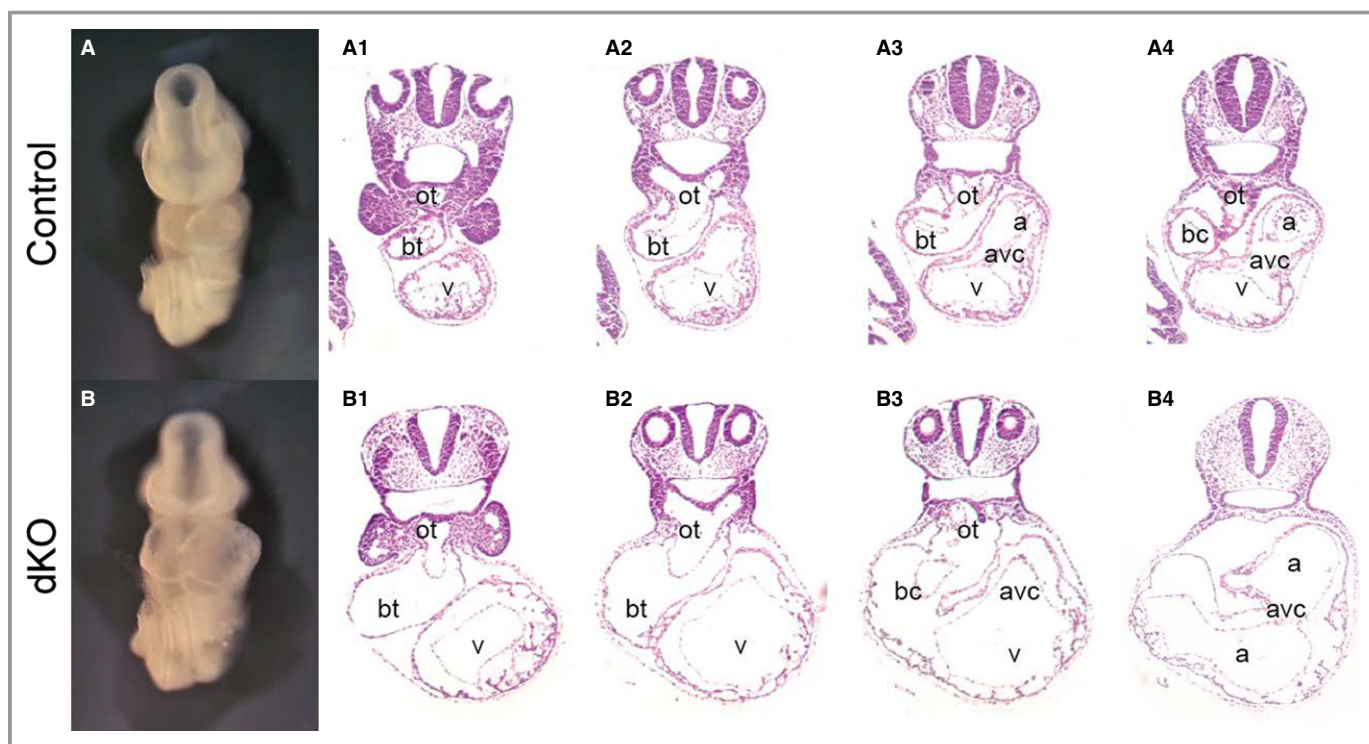 Control
A
A1
A2
A3
A4
ot
bt
v
ot
bt
v
ot
bt
a
avc
v
ot
bc
a
avc
v
dKO
B
B1
B2
B3
B4
ot
bt
v
ot
bt
v
ot
bc
avc
v
a
avc
a